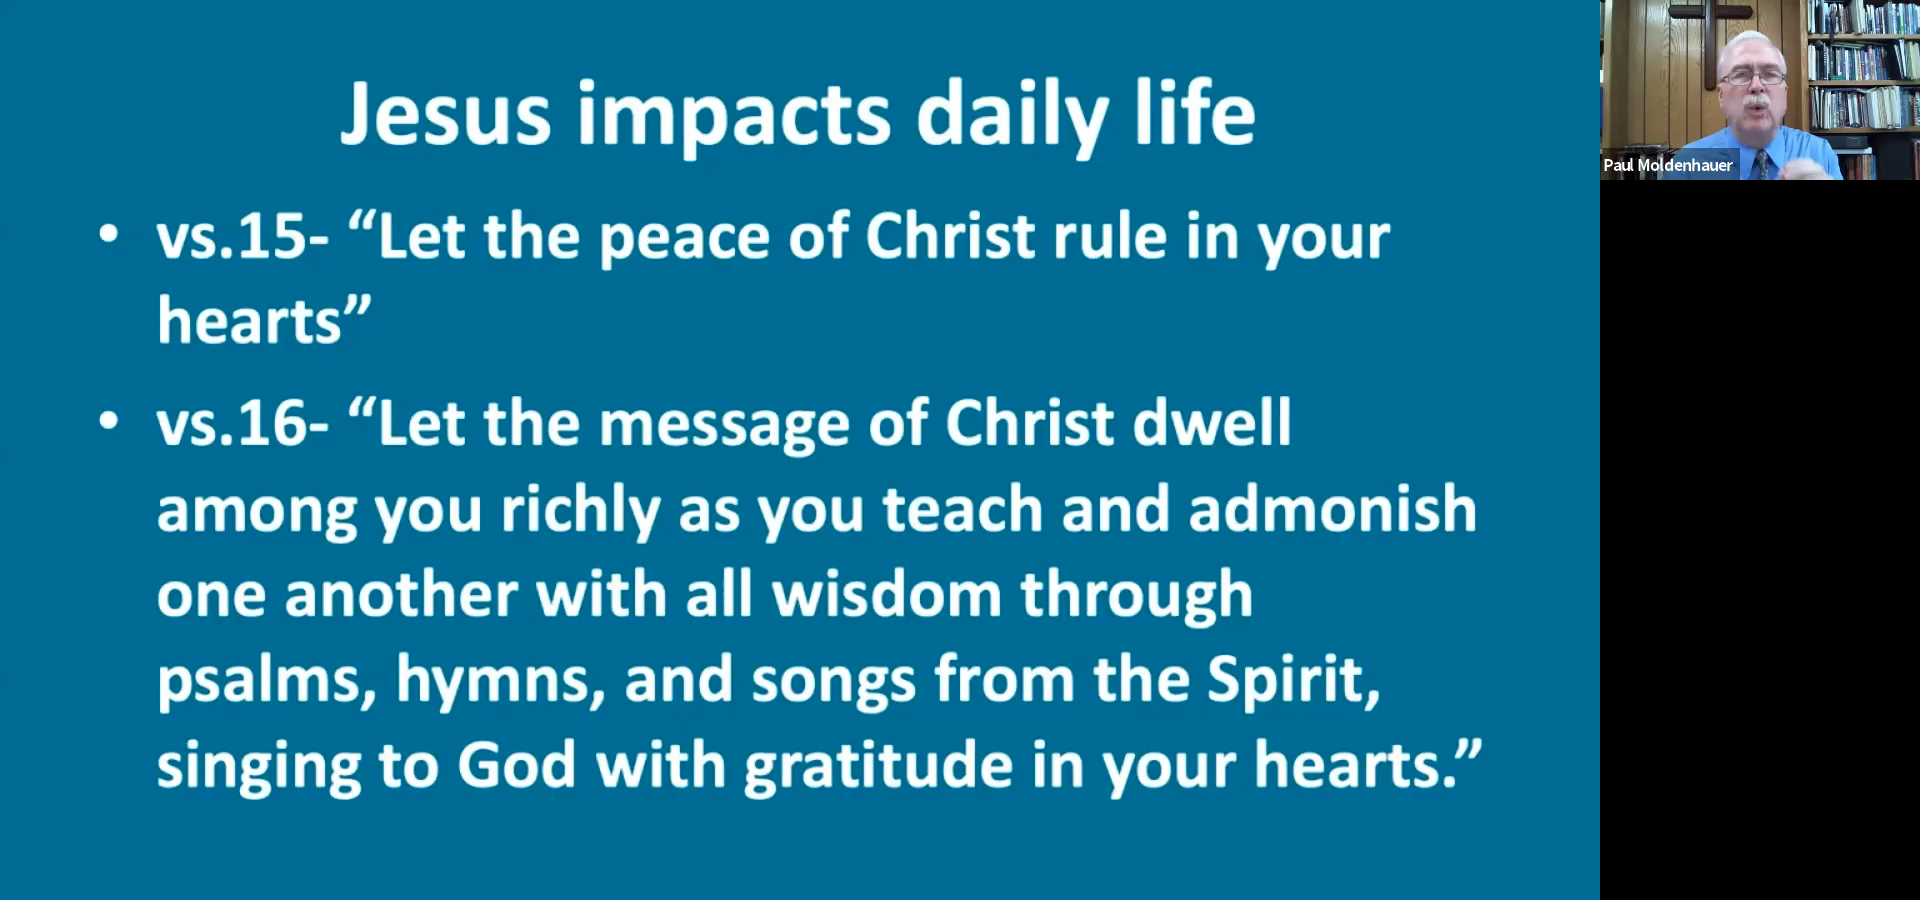 Jesus impacts daily life
• vs.15- “Let the peace of Christ rule in your
hearts”
• vs.16- “Let the message of Christ dwell
among you richly as you teach and admonish
one another with all wisdom through
psalms, hymns, and songs from the Spirit,
singing to God with gratitude in your hearts.”
Paul Moldenhauer